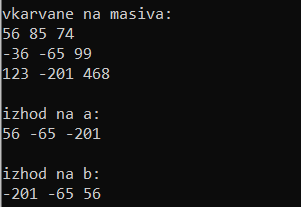 vkarvane na masiva:
56 85 74
-36 -65 99
123 -201 468
izhod na a:
56 -65 -201
izhod na b:
-201 -65 56